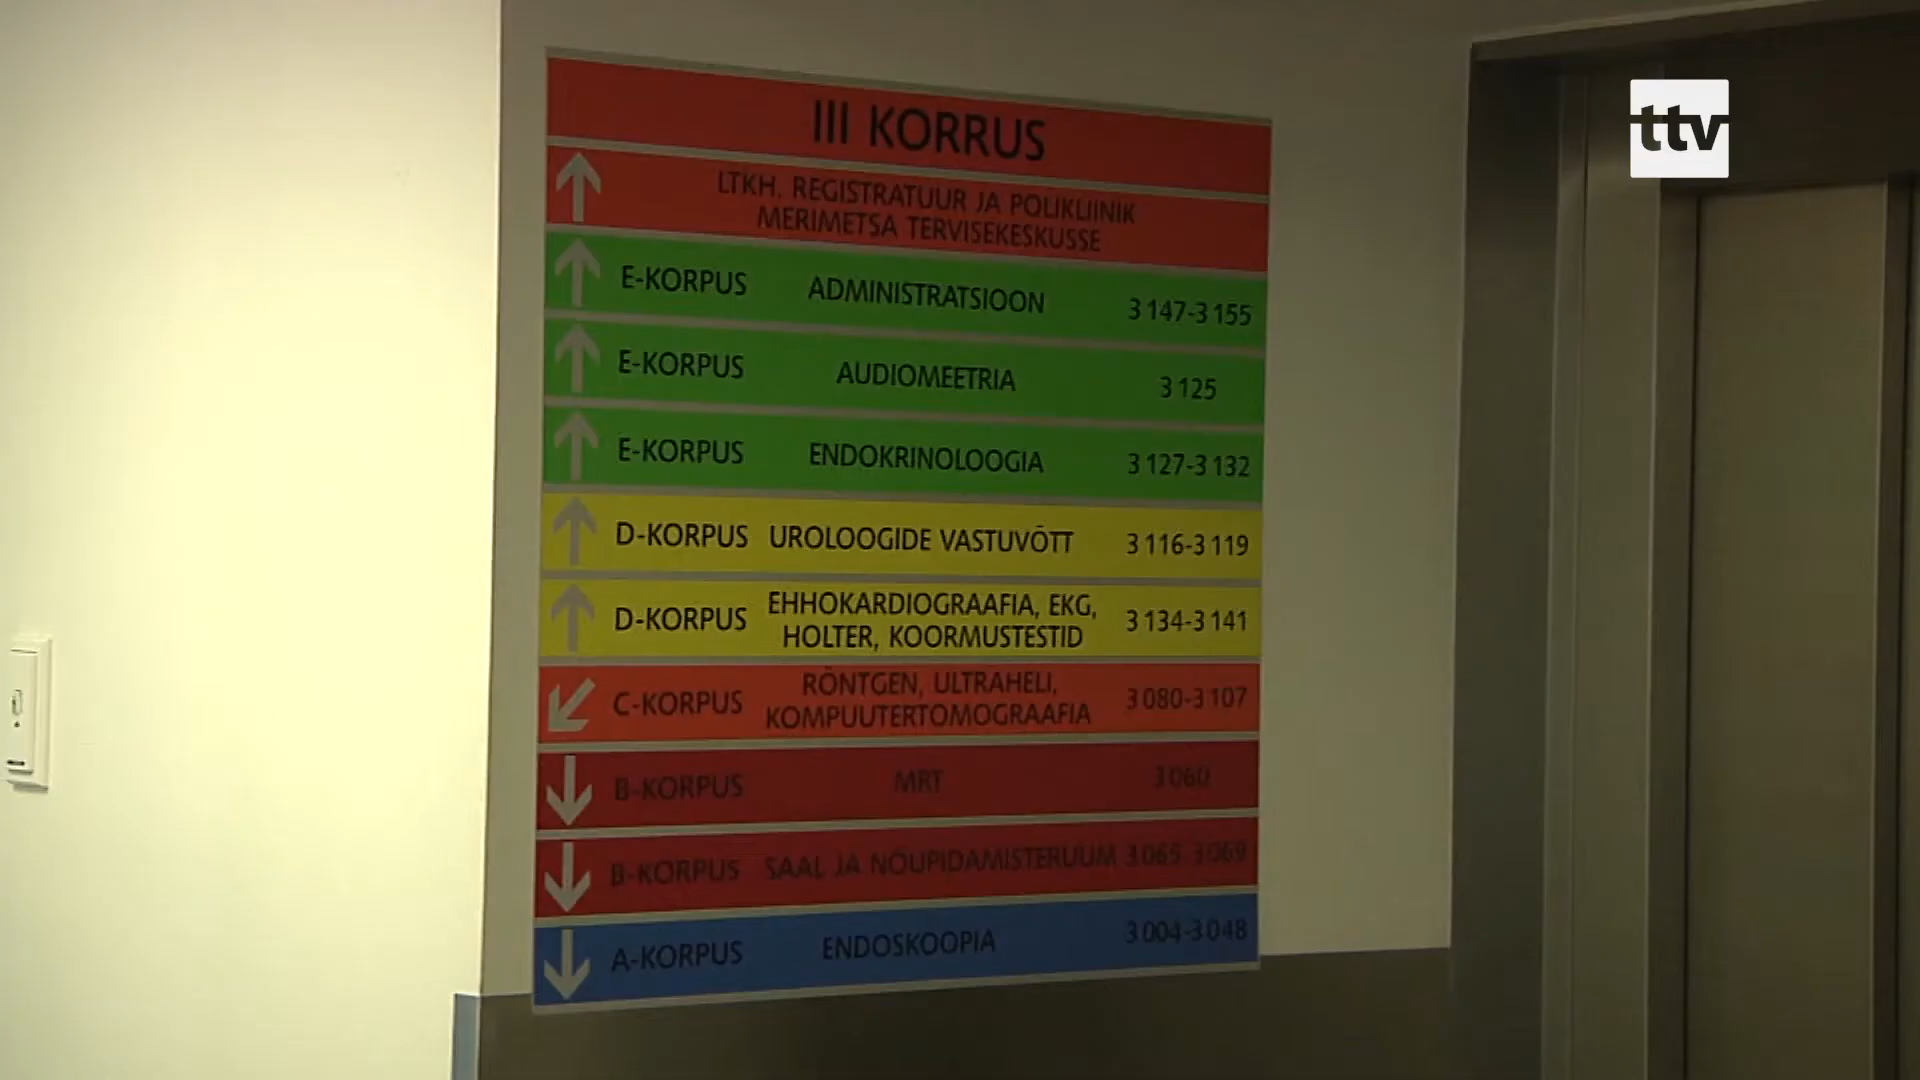 ttv
III KORRUS
LTKH. REGISTRATUUR JA POLIKLIINIK
MERIMETSA TERVISEKESKUSSE
E-KORPUS ADMINISTRATSIOON 3 147-3 155
E-KORPUS AUDIOMEETRIA 3 125
E-KORPUS ENDOKRINOLOOGIA 3 127-3 132
D-KORPUS UROLOOGIDE VASTUVÕTT 3 116-3 119
D-KORPUS EHHOKARDIOGRAAFIA, EKG, HOLTER, KOORMUSTESTID 3 134-3 141
C-KORPUS RÖNTGEN, ULTRAHELI, KOMPUUTERTOMOGRAAFIA 3 080-3 107
B-KORPUS MRT 3 060
B-KORPUS SAAL JA NÕUPIDAMISTERUUM 3 065-3 069
A-KORPUS ENDOSKOOPIA 3 004-3 048